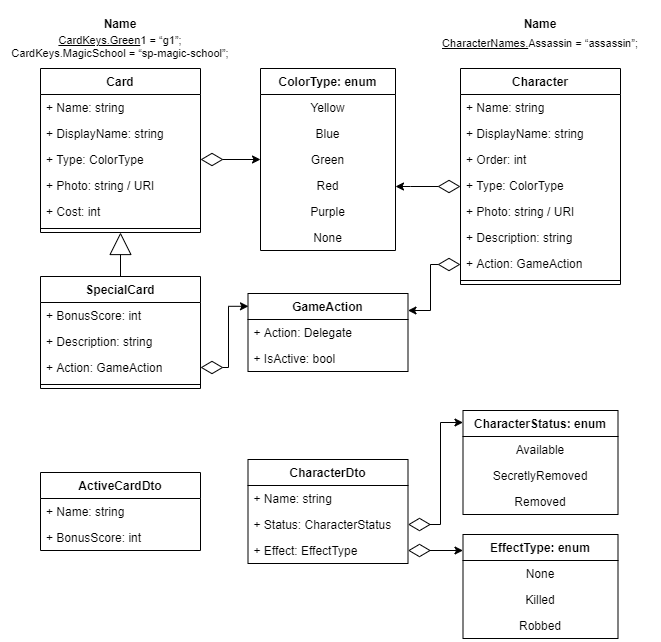 Name
CardKeys.Green1 = “g1”;
CardKeys.MagicSchool = “sp-magic-school”;
Name
CharacterNames.Assassin = “assassin”;
Card
+ Name: string
+ DisplayName: string
+ Type: ColorType
+ Photo: string / URI
+ Cost: int
ColorType: enum
Yellow
Blue
Green
Red
Purple
None
Character
+ Name: string
+ DisplayName: string
+ Order: int
+ Type: ColorType
+ Photo: string / URI
+ Description: string
+ Action: GameAction
SpecialCard
+ BonusScore: int
+ Description: string
+ Action: GameAction
GameAction
+ Action: Delegate
+ IsActive: bool
ActiveCardDto
+ Name: string
+ BonusScore: int
CharacterDto
+ Name: string
+ Status: CharacterStatus
+ Effect: EffectType
CharacterStatus: enum
Available
SecretlyRemoved
Removed
EffectType: enum
None
Killed
Robbed